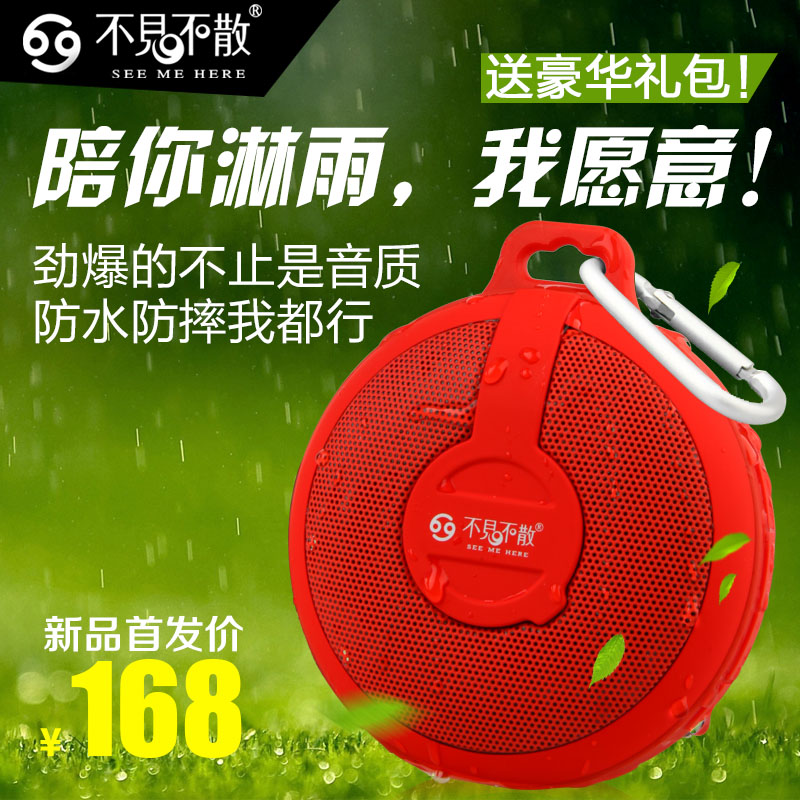 不見不散®
SEE ME HERE
送豪华礼包!
陪你淋雨，我愿意!
劲爆的不止是音质
防水防摔我都行
不見不散®
SEE ME HERE
新品首发价
¥168